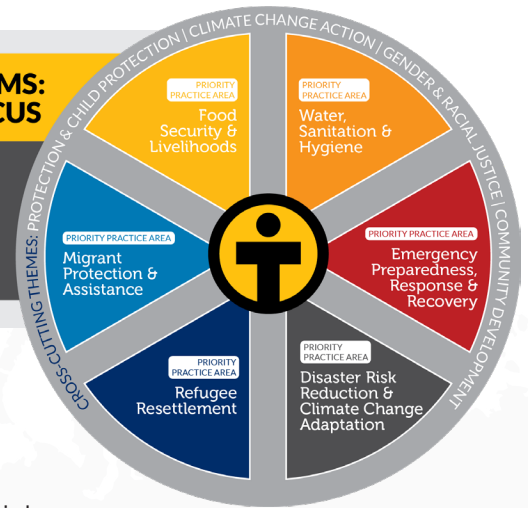 MS:
CUS
CROSS-CUTTING THEMES: PROTECTION & CHILD PROTECTION | CLIMATE CHANGE ACTION | GENDER & RACIAL JUSTICE | COMMUNITY DEVELOPMENT
PRIORITY
PRACTICE AREA
Food
Security &
Livelihoods
PRIORITY
PRACTICE AREA
Water,
Sanitation &
Hygiene
PRIORITY PRACTICE AREA
Migrant
Protection &
Assistance
PRIORITY PRACTICE AREA
Emergency
Preparedness,
Response &
Recovery
PRIORITY
PRACTICE AREA
Refugee
Resettlement
PRIORITY
PRACTICE AREA
Disaster Risk
Reduction &
Climate Change
Adaptation